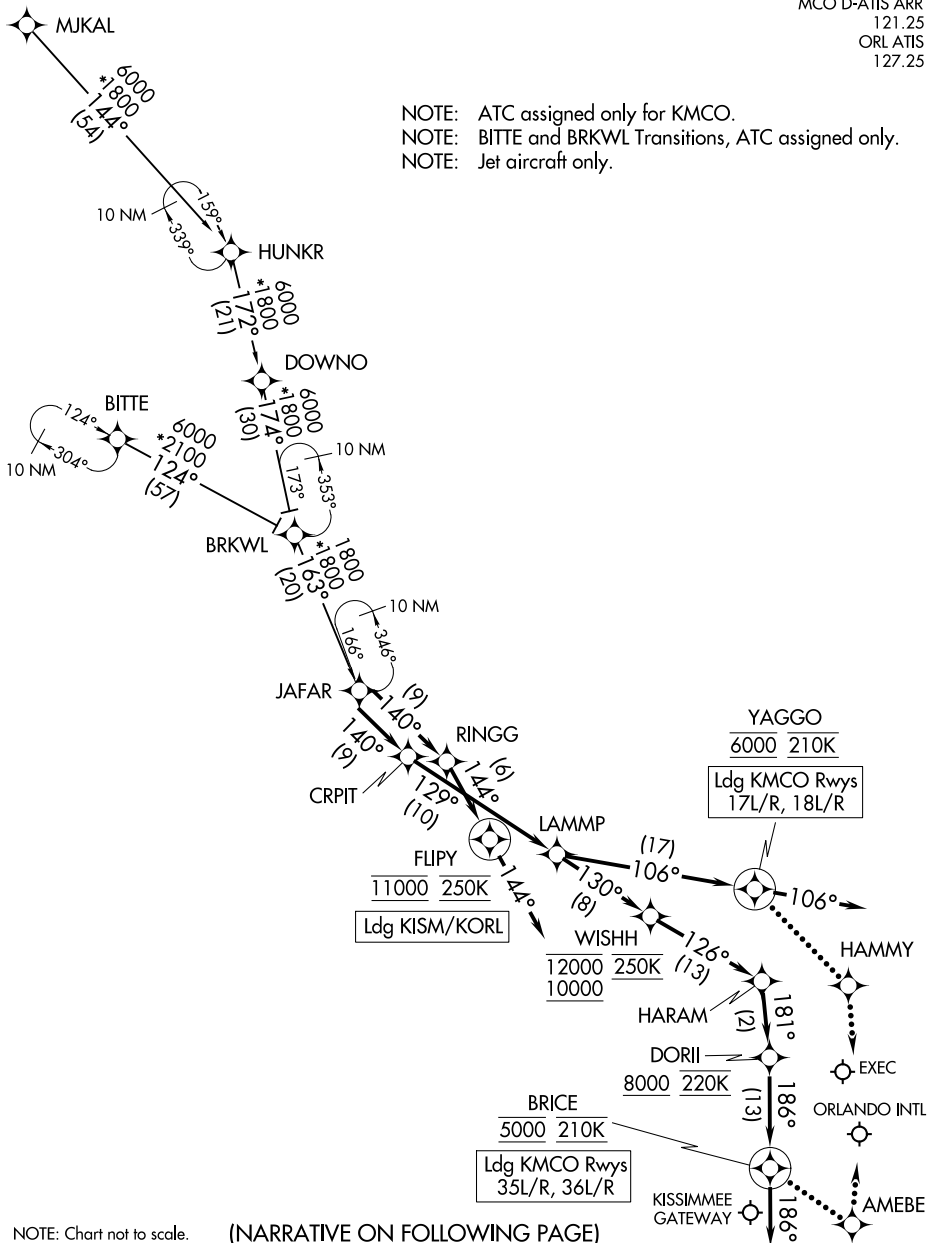 MCO D-ATIS ARR
121.25
ORL ATIS
127.25
MJKAL
6000
*1800
144°
(54)
NOTE: ATC assigned only for KMCO.
NOTE: BITTE and BRKWL Transitions, ATC assigned only.
NOTE: Jet aircraft only.
10 NM
159°
339°
HUNKR
6000
*1800
172°
(21)
DOWNO
6000
*1800
174°
(30)
BITTE
124°
304°
10 NM
6000
*2100
124°
(57)
10 NM
173°
353°
BRKWL
1800
*1800
163°
(20)
10 NM
166°
346°
JAFAR
(9)
140°
140°
(9)
RINGG
(6)
144°
CRPIT
129°
(10)
YAGGO
6000 210K
Ldg KMCO Rwys
17L/R, 18L/R
LAMMP
(17)
106°
106°
FLIPY
11000 250K
Ldg KISM/KORL
144°
130°
(8)
WISHH
12000 250K
10000
126°
(13)
HAMMY
HARAM
181°
(2)
DORII
8000 220K
EXEC
186°
(13)
ORLANDO INTL
BRICE
5000 210K
Ldg KMCO Rwys
35L/R, 36L/R
KISSIMMEE
GATEWAY
186°
AMEBE
NOTE: Chart not to scale.
(NARRATIVE ON FOLLOWING PAGE)